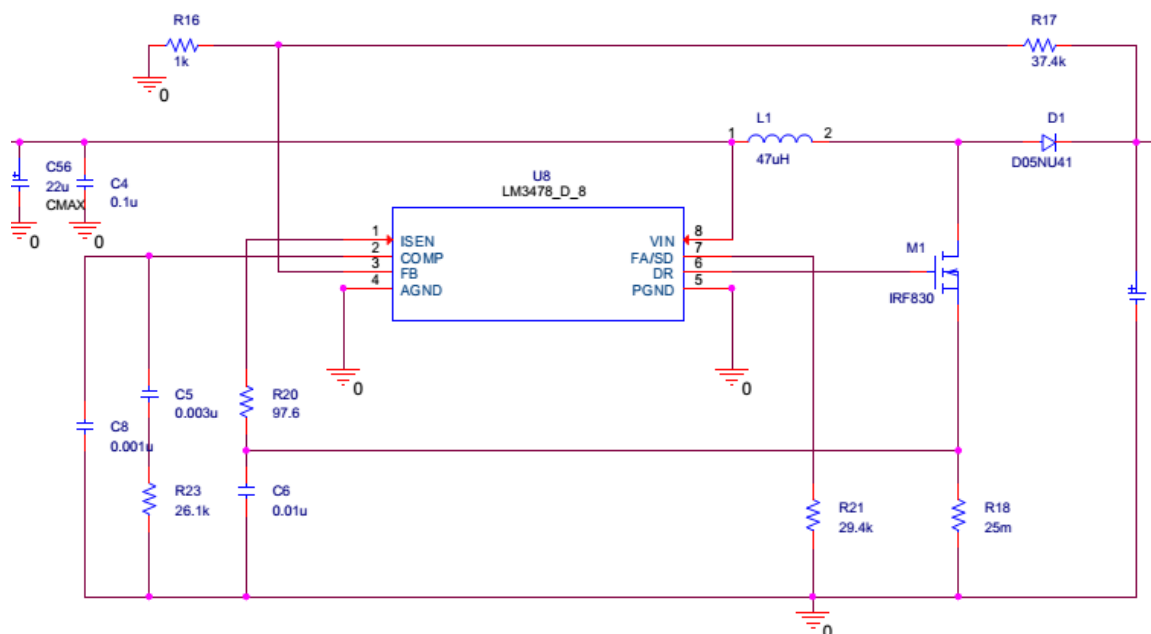 R16
1k
0
R17
37.4k
L1
1
2
47uH
D1
D05NU41
C56
22u
CMAX
0
C4
0.1u
0
U8
LM3478_D_8
1
ISEN
2
COMP
3
FB
4
AGND
VIN
8
FA/SD
7
DR
6
PGND
5
M1
IRF830
0
0
C5
0.003u
R20
97.6
C8
0.001u
R23
26.1k
C6
0.01u
R21
29.4k
R18
25m
0